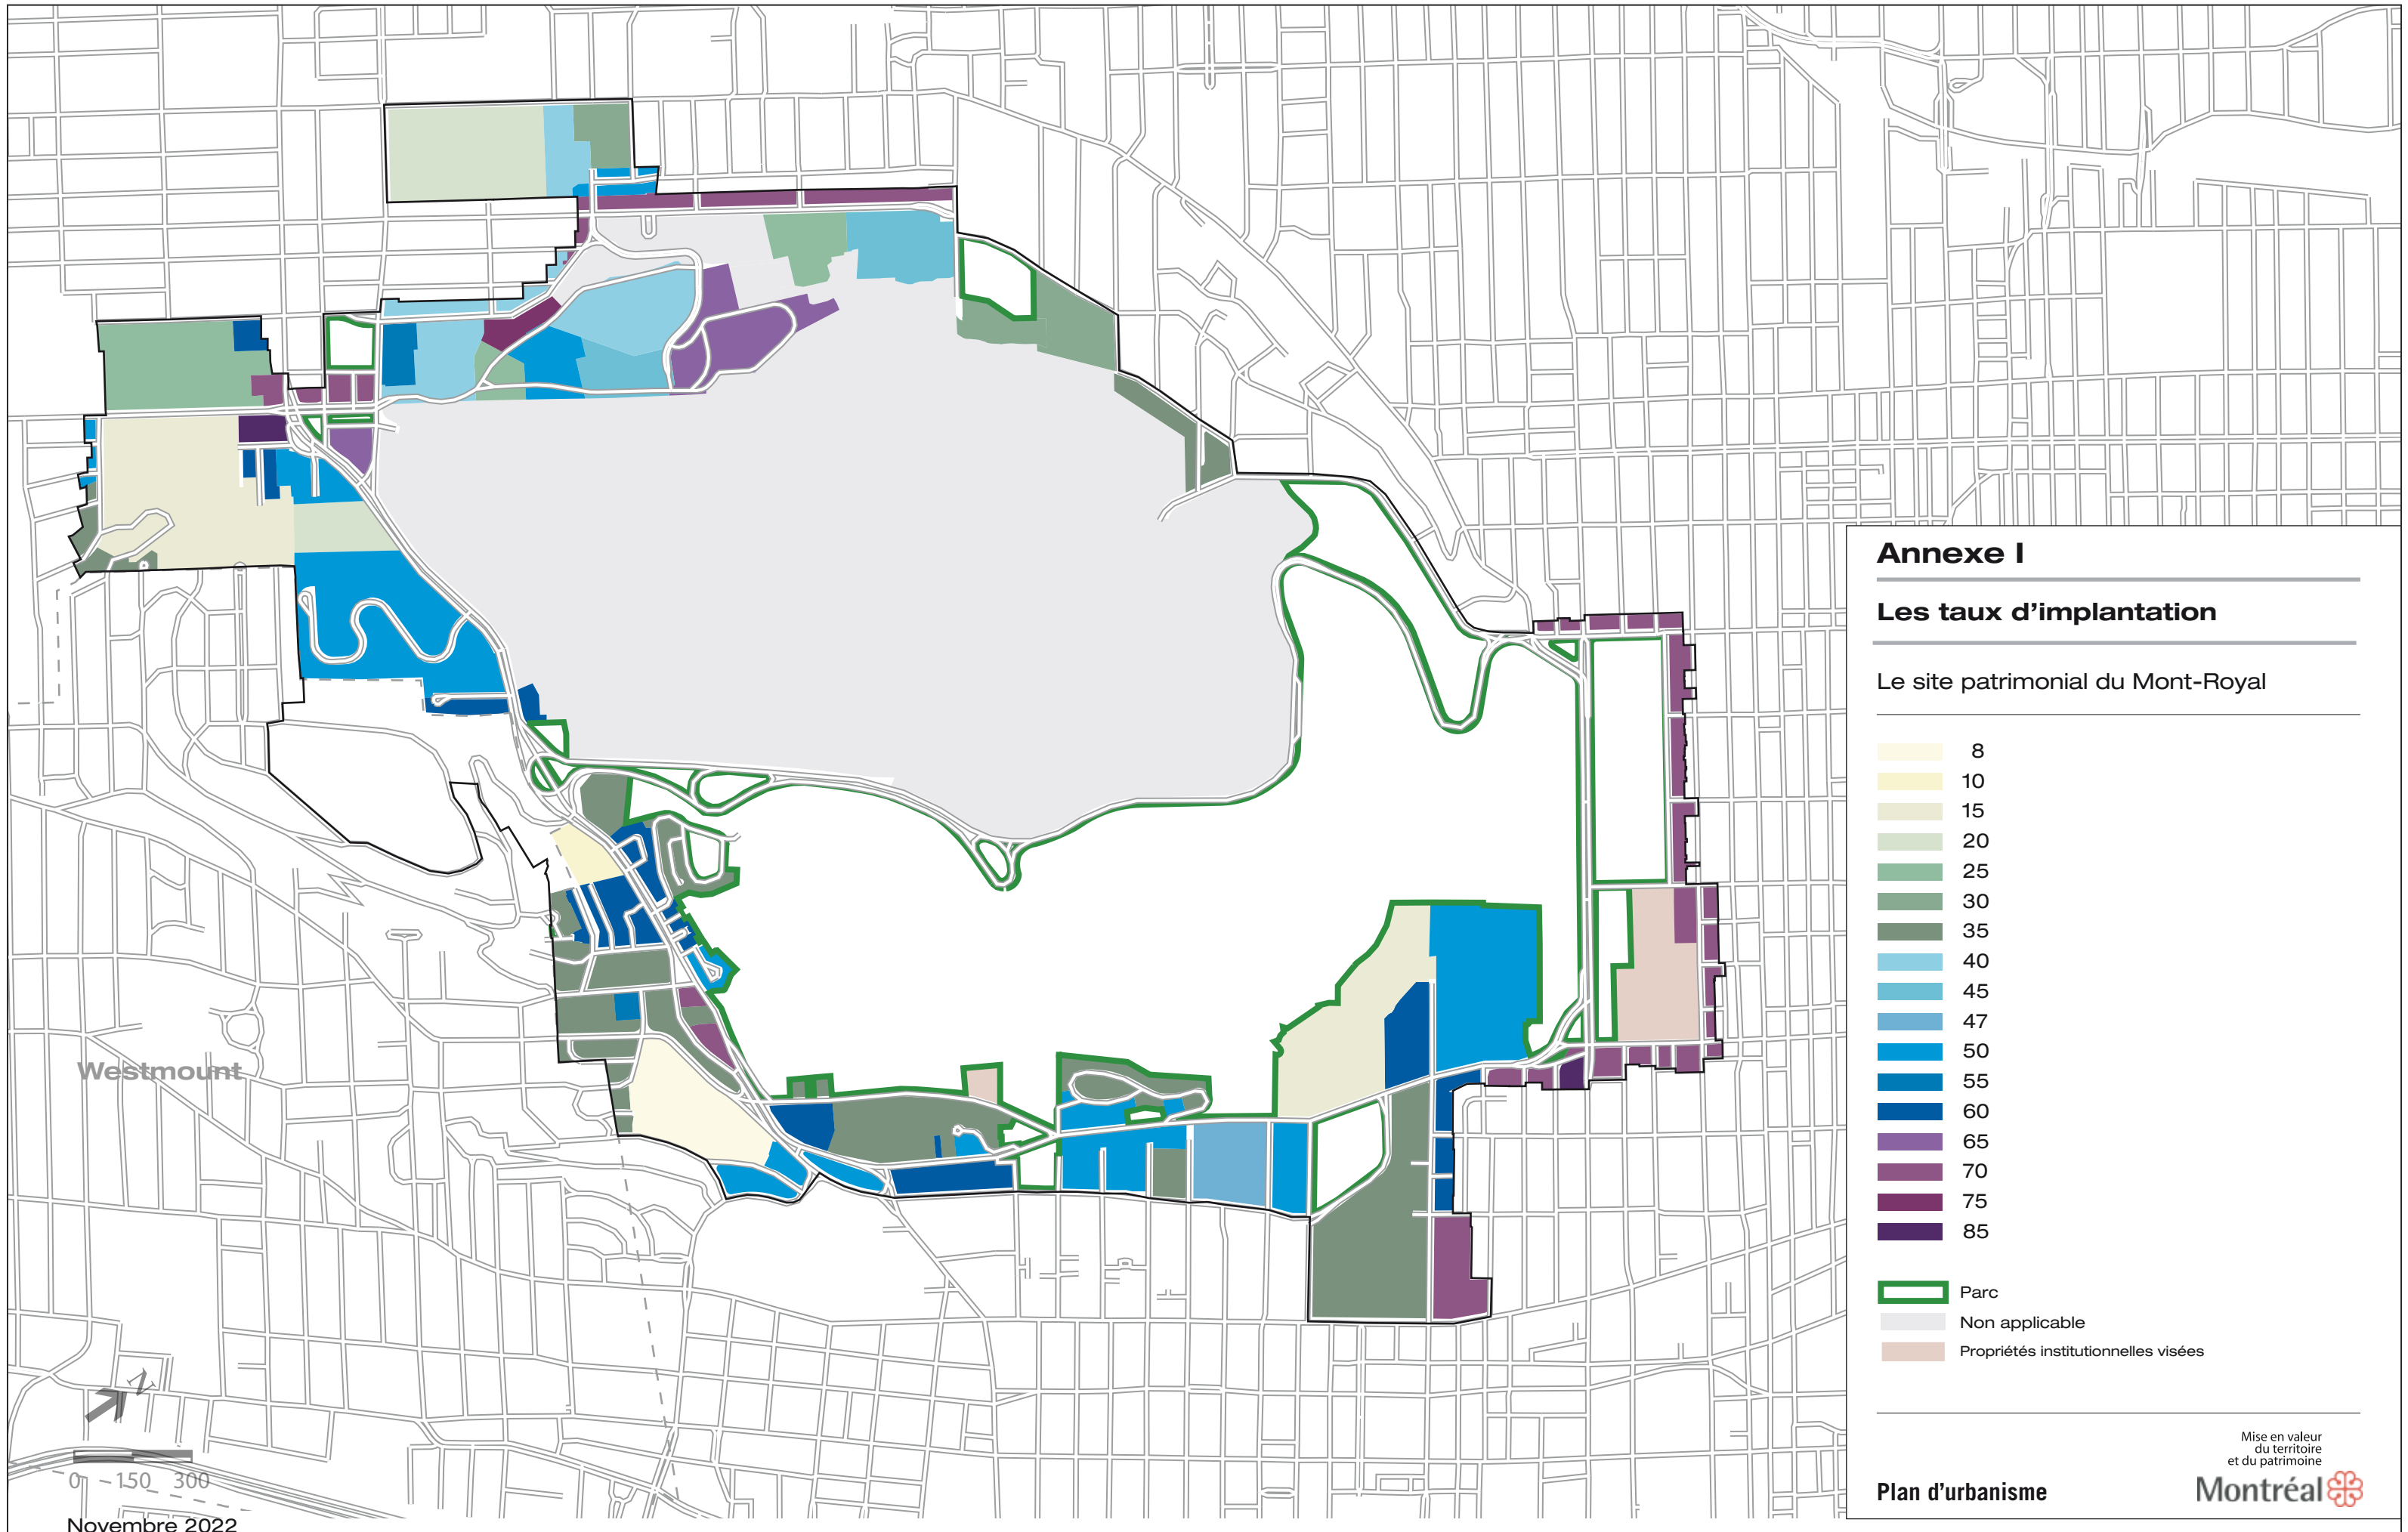 Westmount
N
0 150 300
Novembre 2022
Annexe I
Les taux d’implantation
Le site patrimonial du Mont-Royal
8
10
15
20
25
30
35
40
45
47
50
55
60
65
70
75
85
Parc
Non applicable
Propriétés institutionnelles visées
Mise en valeur
du territoire
et du patrimoine
Plan d’urbanisme
Montréal